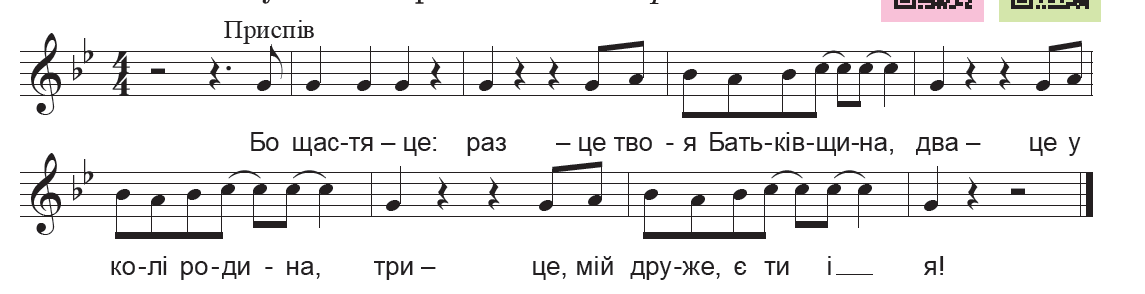 Приспів
Бо щас-тя – це: раз – це тво - я Бать-ків-щи-на, два – це у
ко-лі ро-ди - на, три – це, мій дру-же, є ти і___ я!